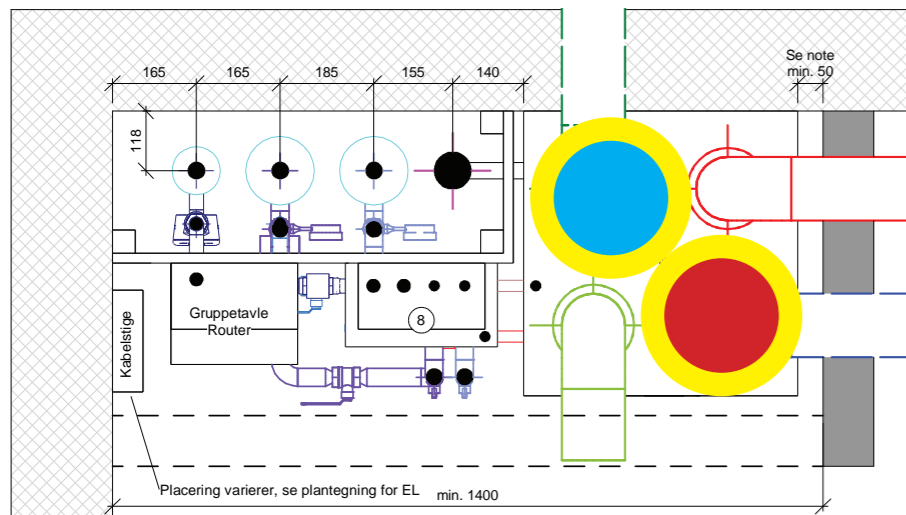 165
165
185
155
140
Se note
min. 50
118
Gruppetavle
Router
8
Kabelstige
Placering varierer, se plantegning for EL
min. 1400